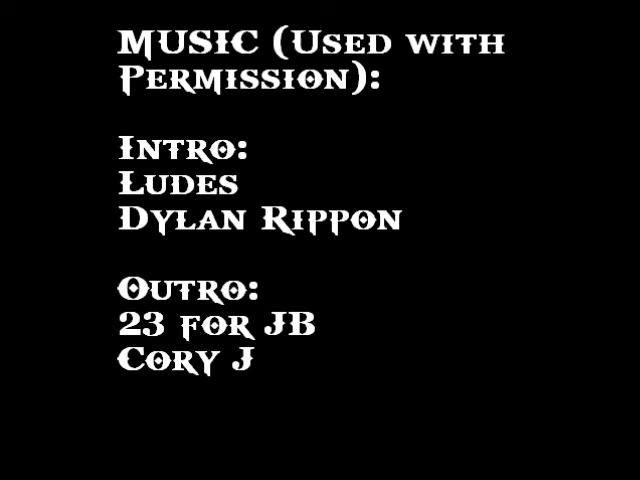 MUSIC (Used with
Permission):
Intro:
Ludes
Dylan Rippon
Outro:
23 for JB
Cory J